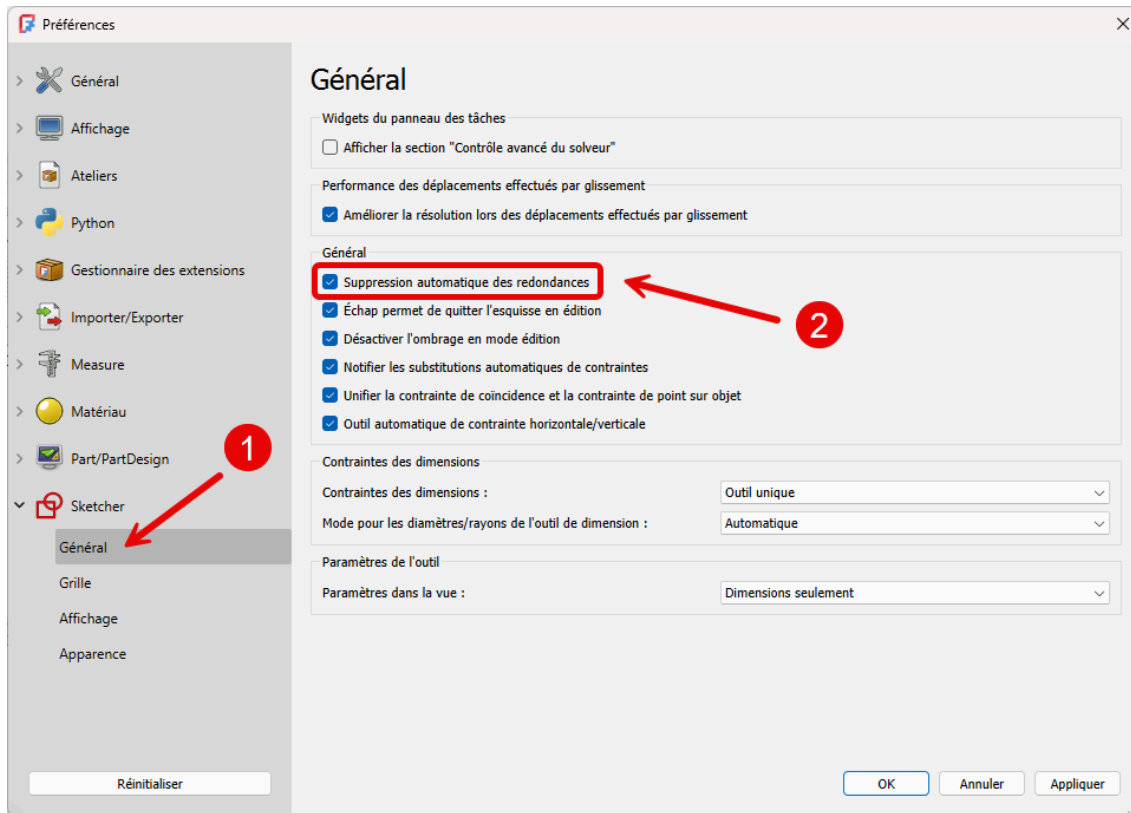 Préférences
Général
Affichage
Ateliers
Python
Gestionnaire des extensions
Importer/Exporter
Measure
Matériau
Part/PartDesign
1
Sketcher
Général
Grille
Affichage
Apparence
Réinitialiser
Général
Widgets du panneau des tâches
Afficher la section "Contrôle avancé du solveur"
Performance des déplacements effectués par glissement
Améliorer la résolution lors des déplacements effectués par glissement
Général
Suppression automatique des redondances
2
Échap permet de quitter l'esquisse en édition
Désactiver l'ombrage en mode édition
Notifier les substitutions automatiques de contraintes
Unifier la contrainte de coïncidence et la contrainte de point sur objet
Outil automatique de contrainte horizontale/verticale
Contraintes des dimensions
Contraintes des dimensions : Outil unique
Mode pour les diamètres/rayons de l'outil de dimension : Automatique
Paramètres de l'outil
Paramètres dans la vue : Dimensions seulement
OK Annuler Appliquer